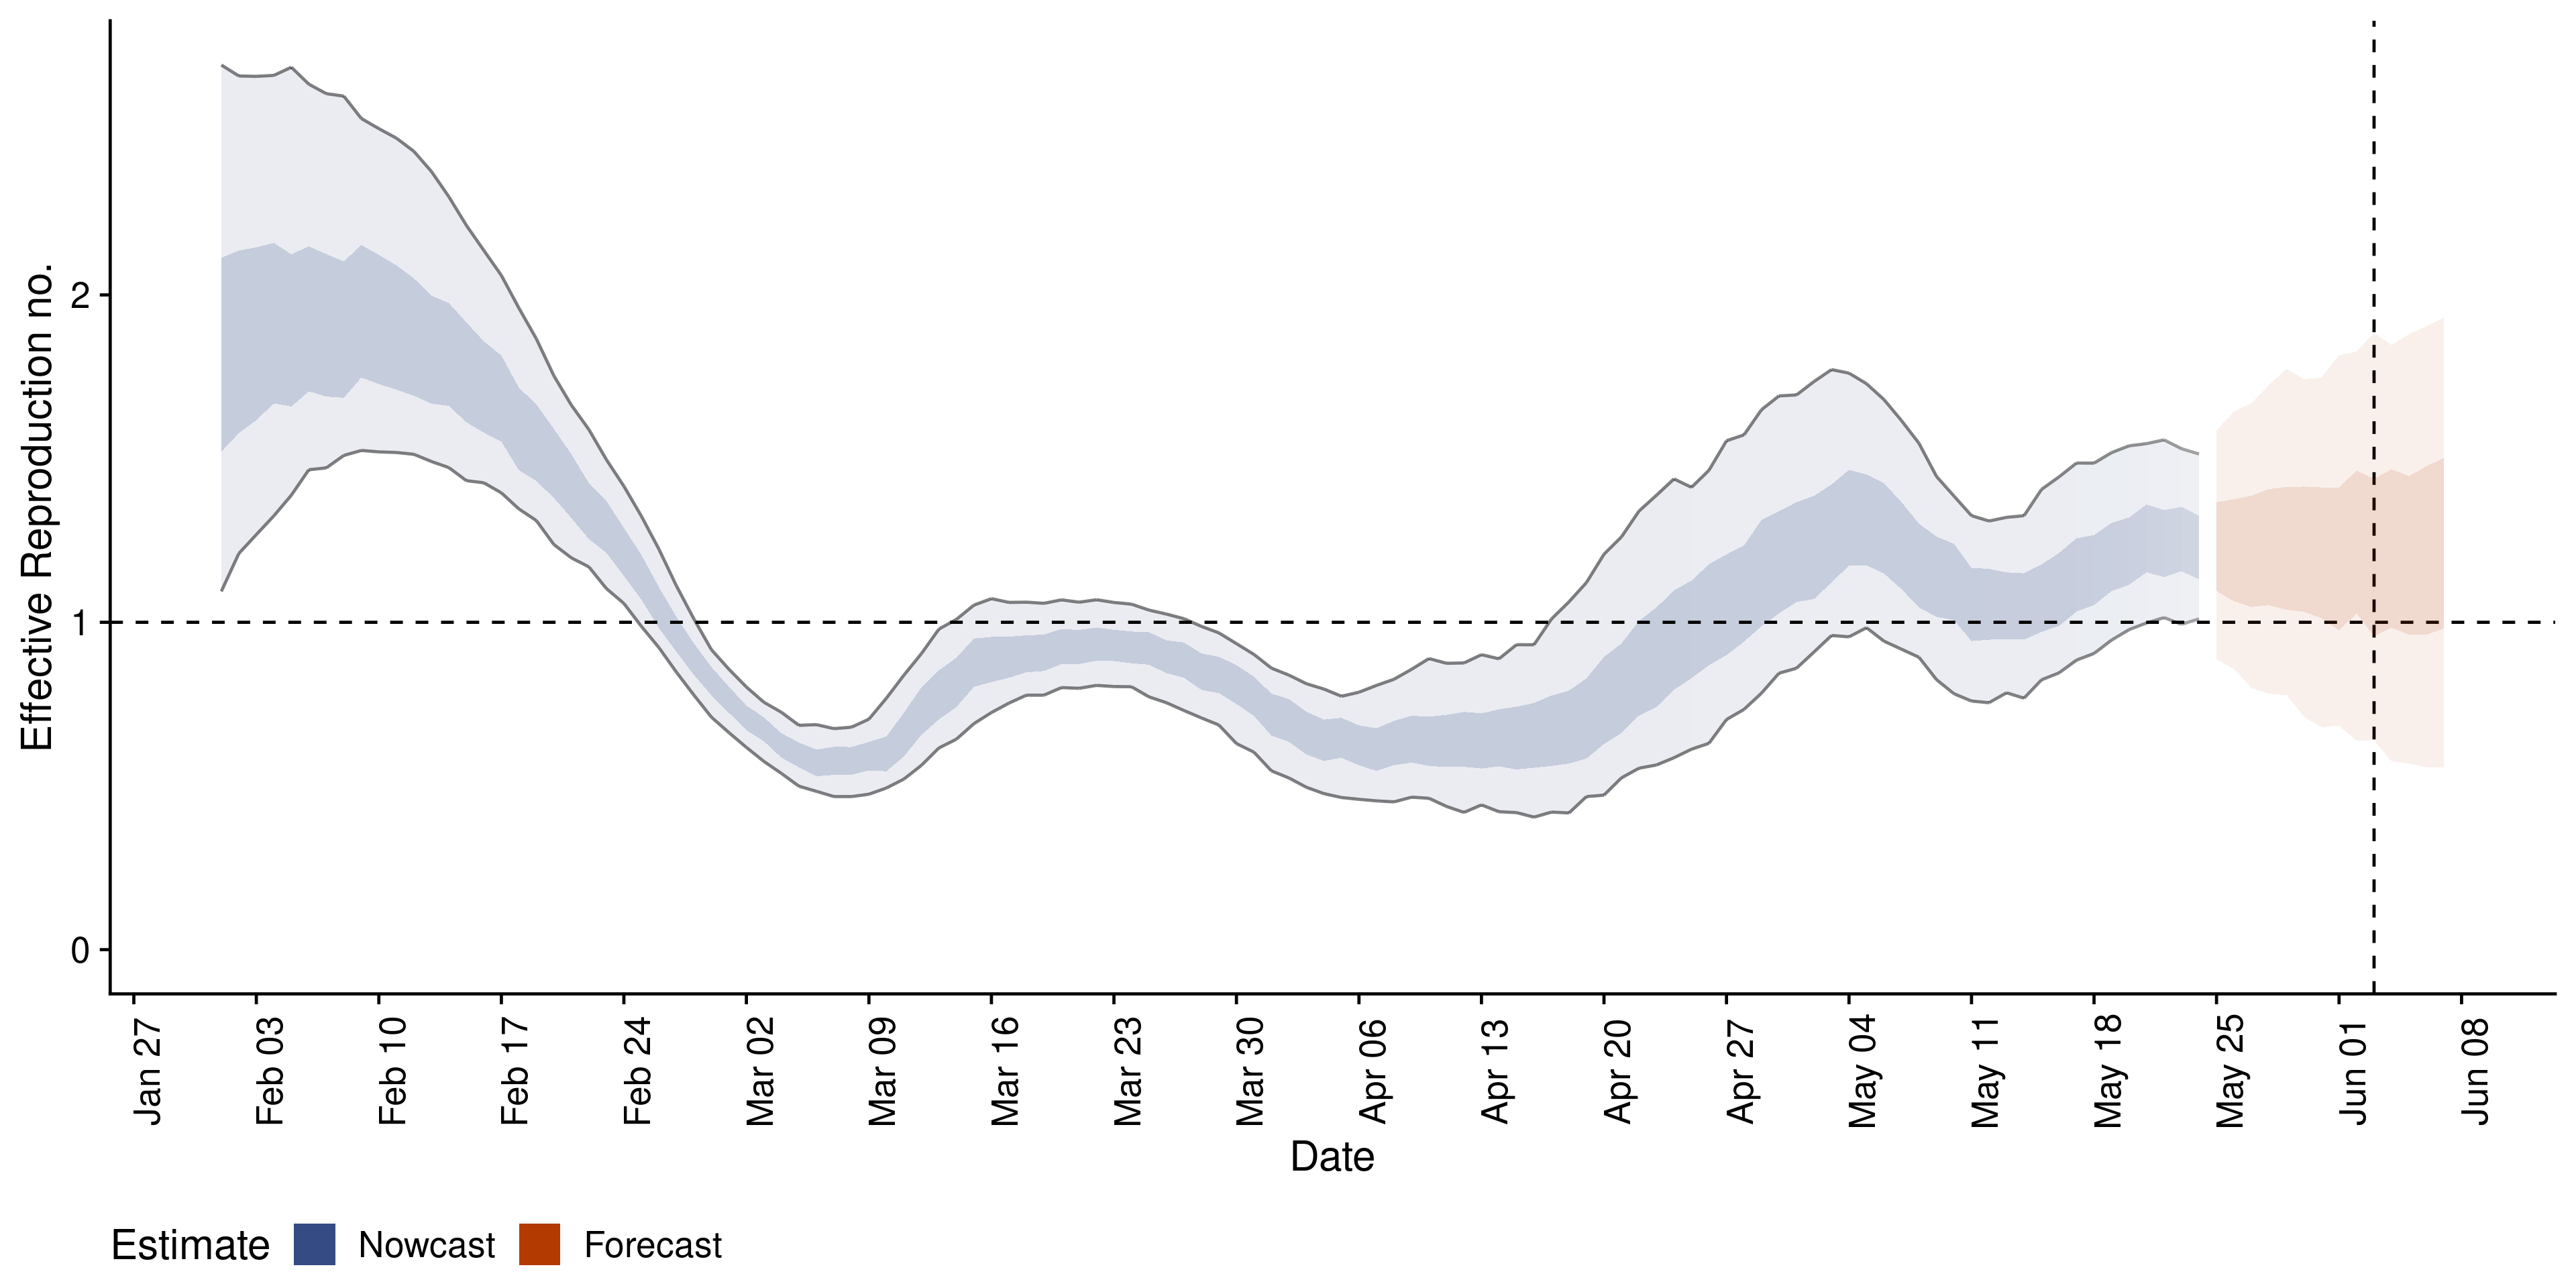 Effective Reproduction no.
2
1
0
Jan 27
Feb 03
Feb 10
Feb 17
Feb 24
Mar 02
Mar 09
Mar 16
Mar 23
Mar 30
Apr 06
Apr 13
Apr 20
Apr 27
May 04
May 11
May 18
May 25
Jun 01
Jun 08
Date
Estimate Nowcast Forecast